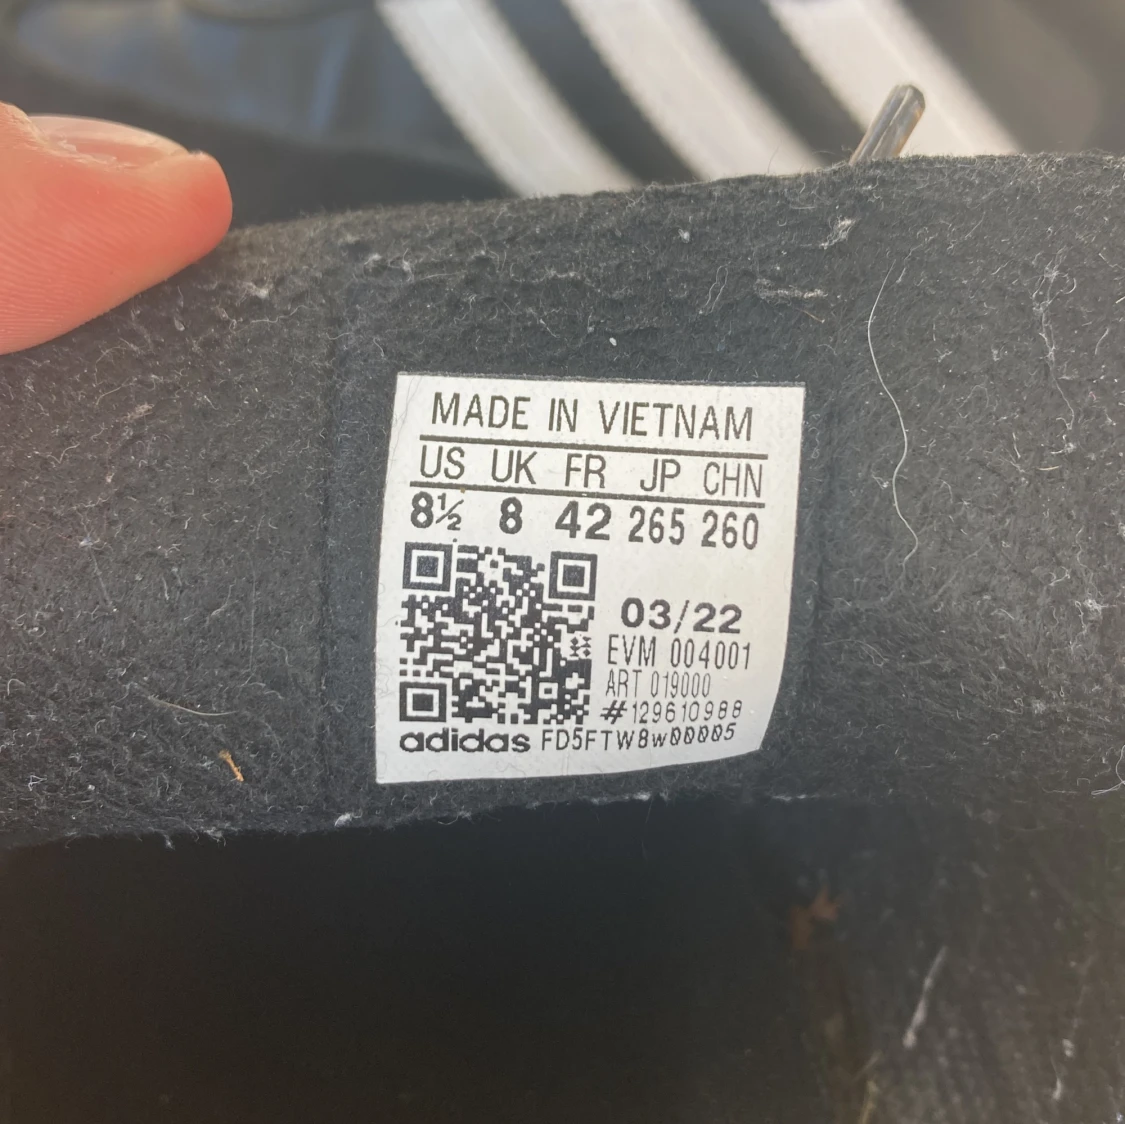 MADE IN VIETNAM
US UK FR JP CHN
8½ 8 42 265 260
03/22
EVM 004001
ART 019000
#129610988
adidas FD5FTW8w00005